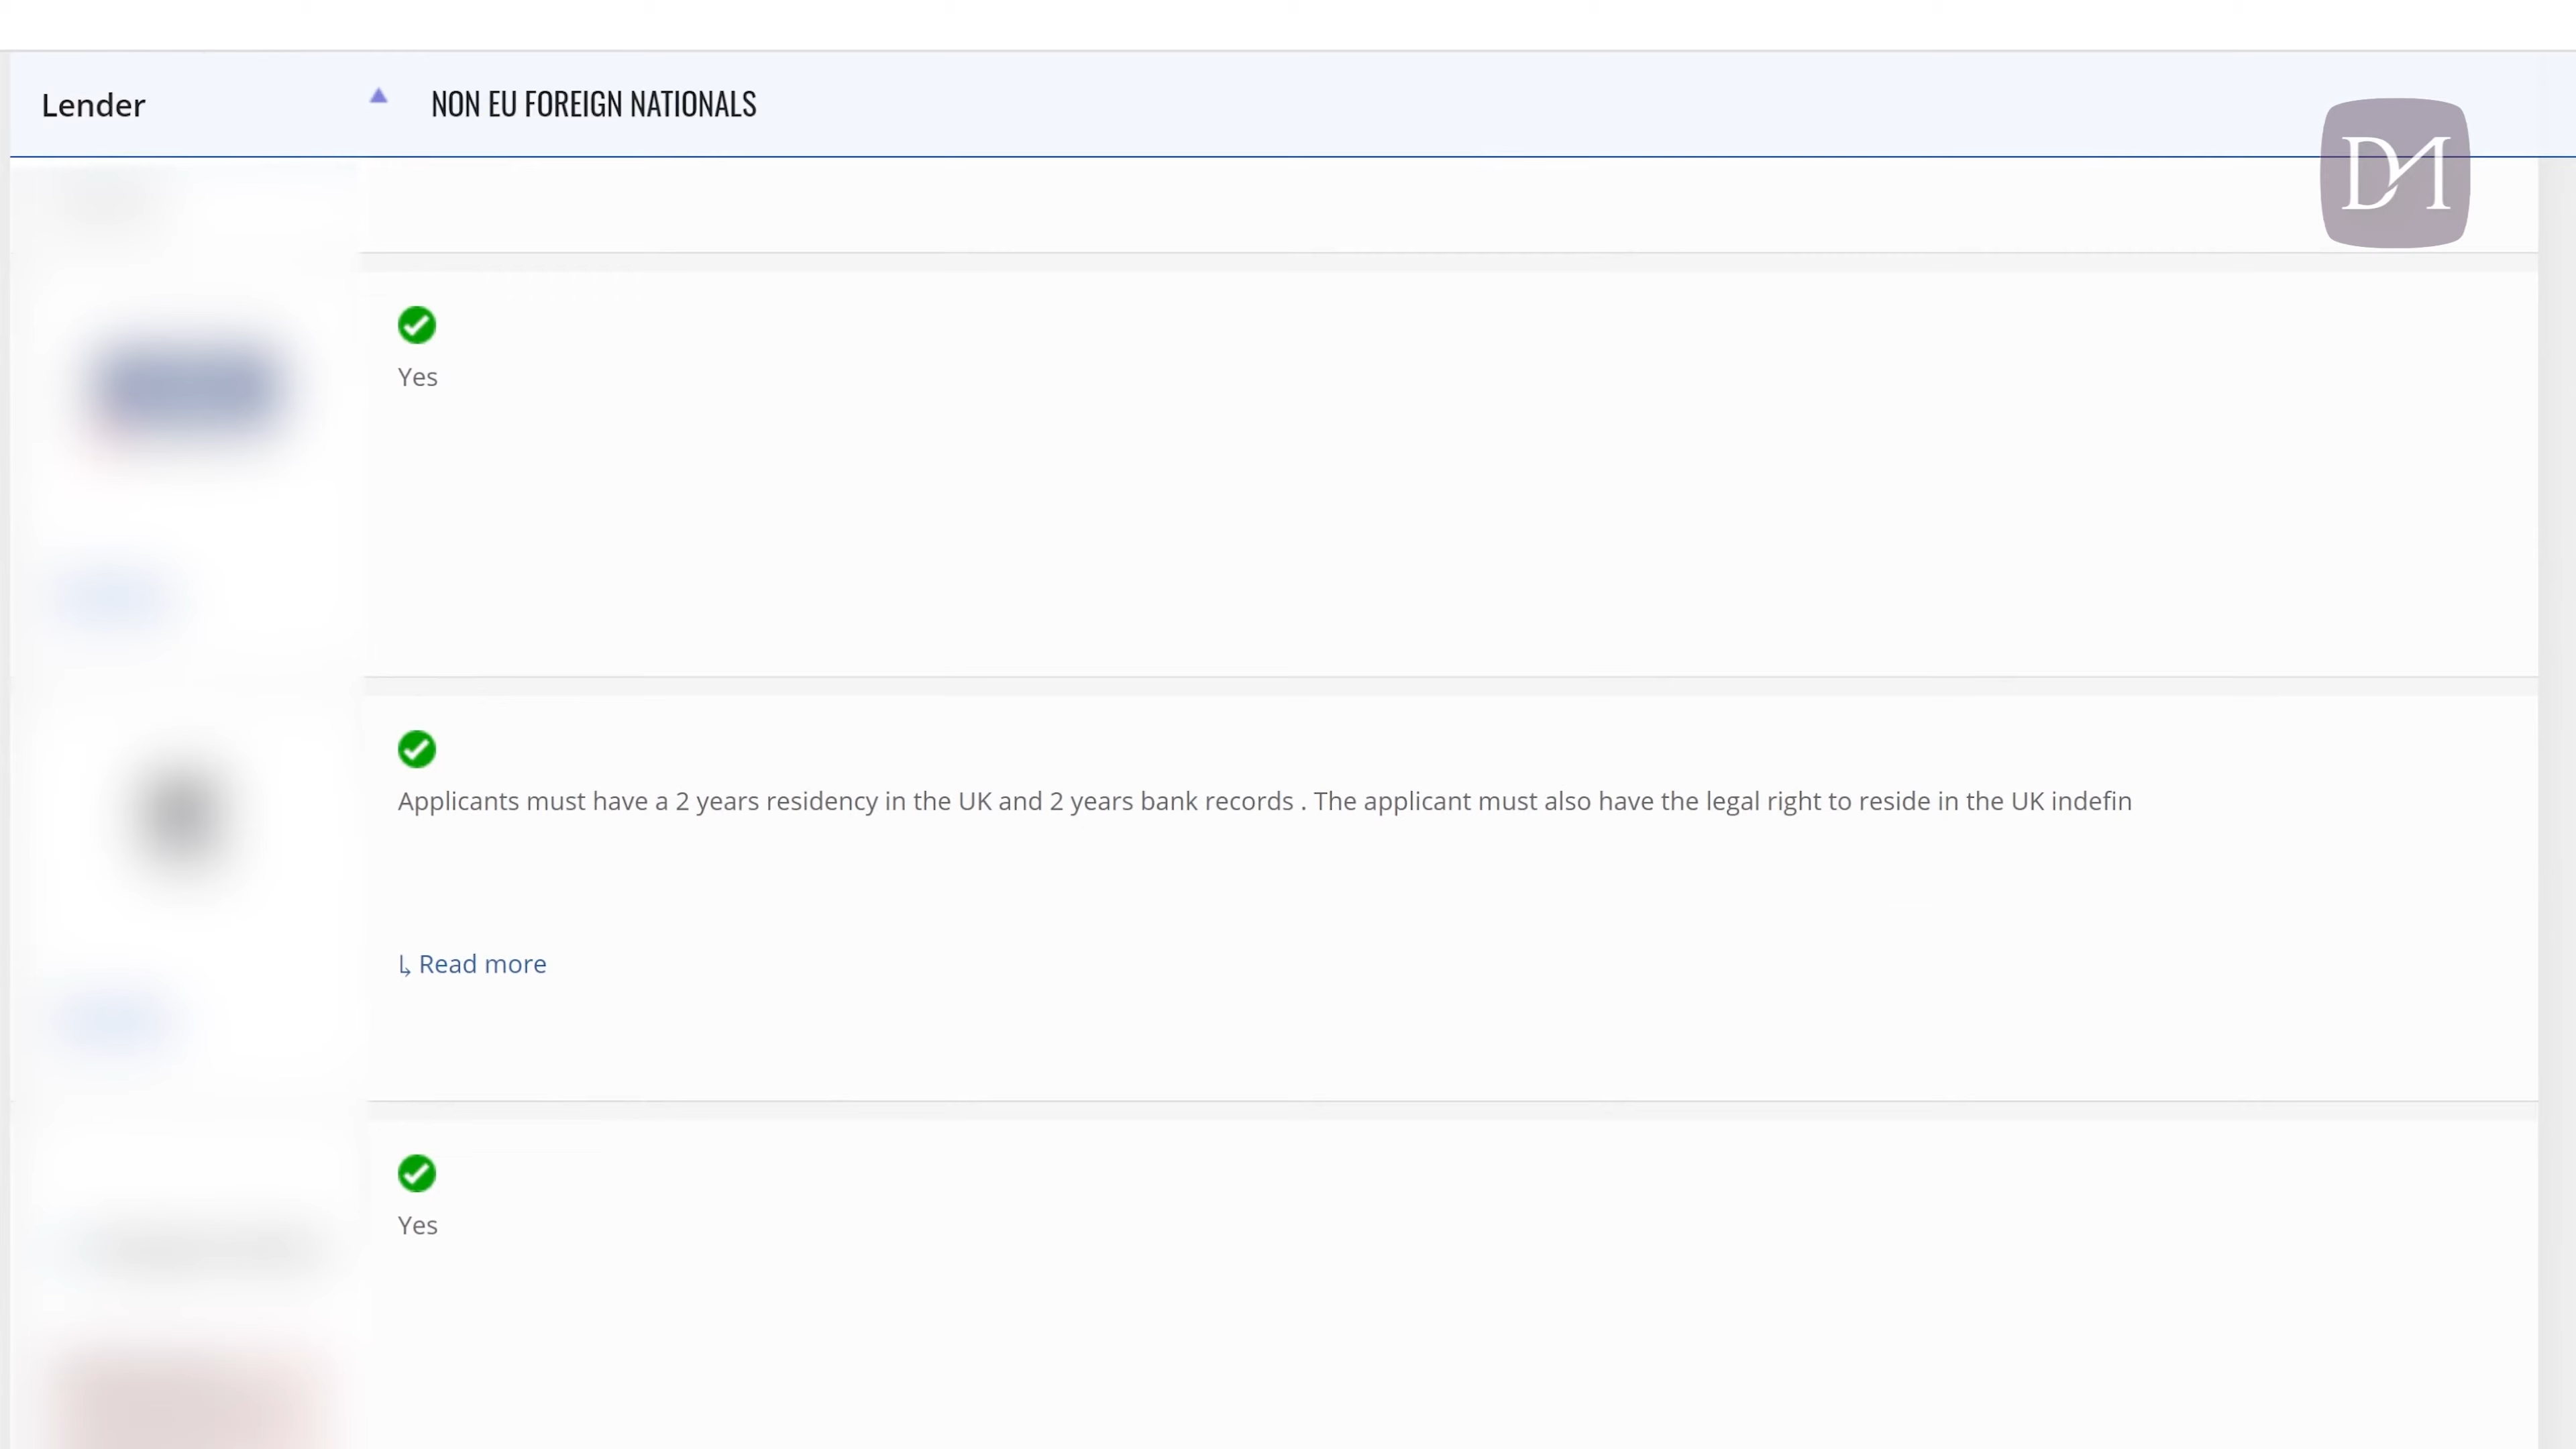 Lender
NON EU FOREIGN NATIONALS
DM
Yes
Applicants must have a 2 years residency in the UK and 2 years bank records . The applicant must also have the legal right to reside in the UK indefin
Read more
Yes